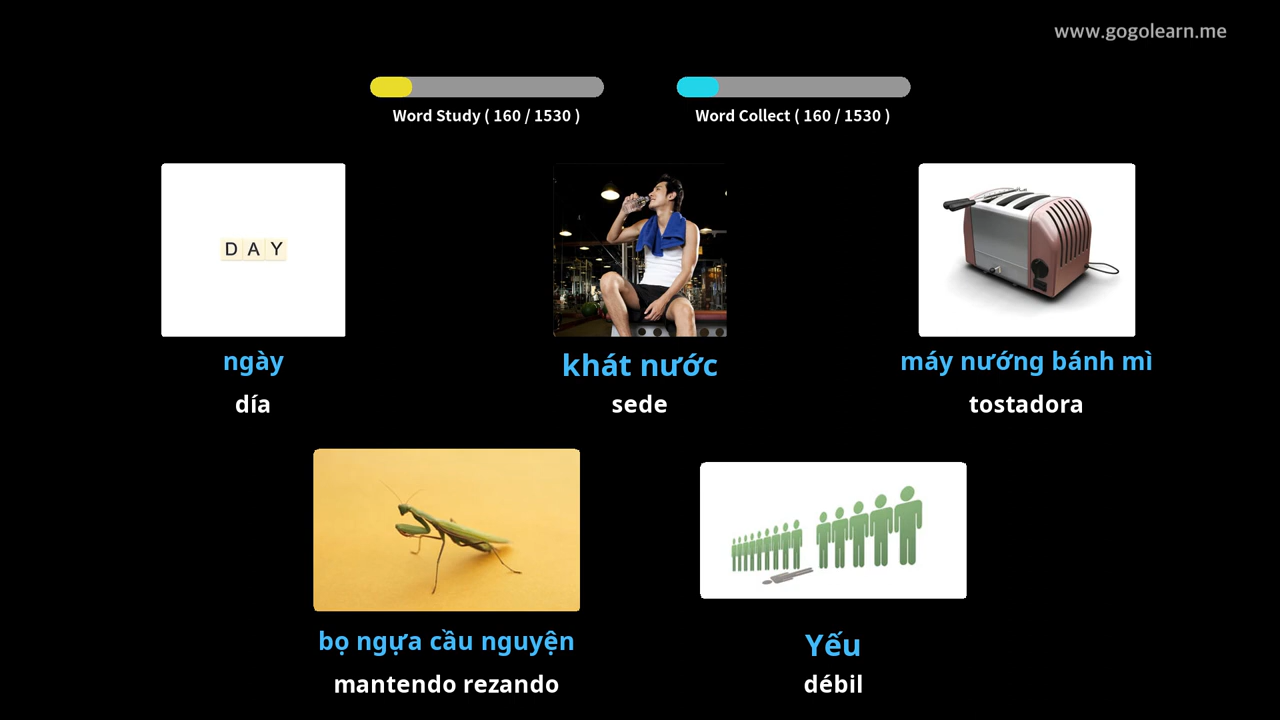 www.gogolearn.me
Word Study ( 160 / 1530 )
Word Collect ( 160 / 1530 )
DAY
ngày
día
khát nước
sede
máy nướng bánh mì
tostadora
bọ ngựa cầu nguyện
mantendo rezando
Yếu
débil